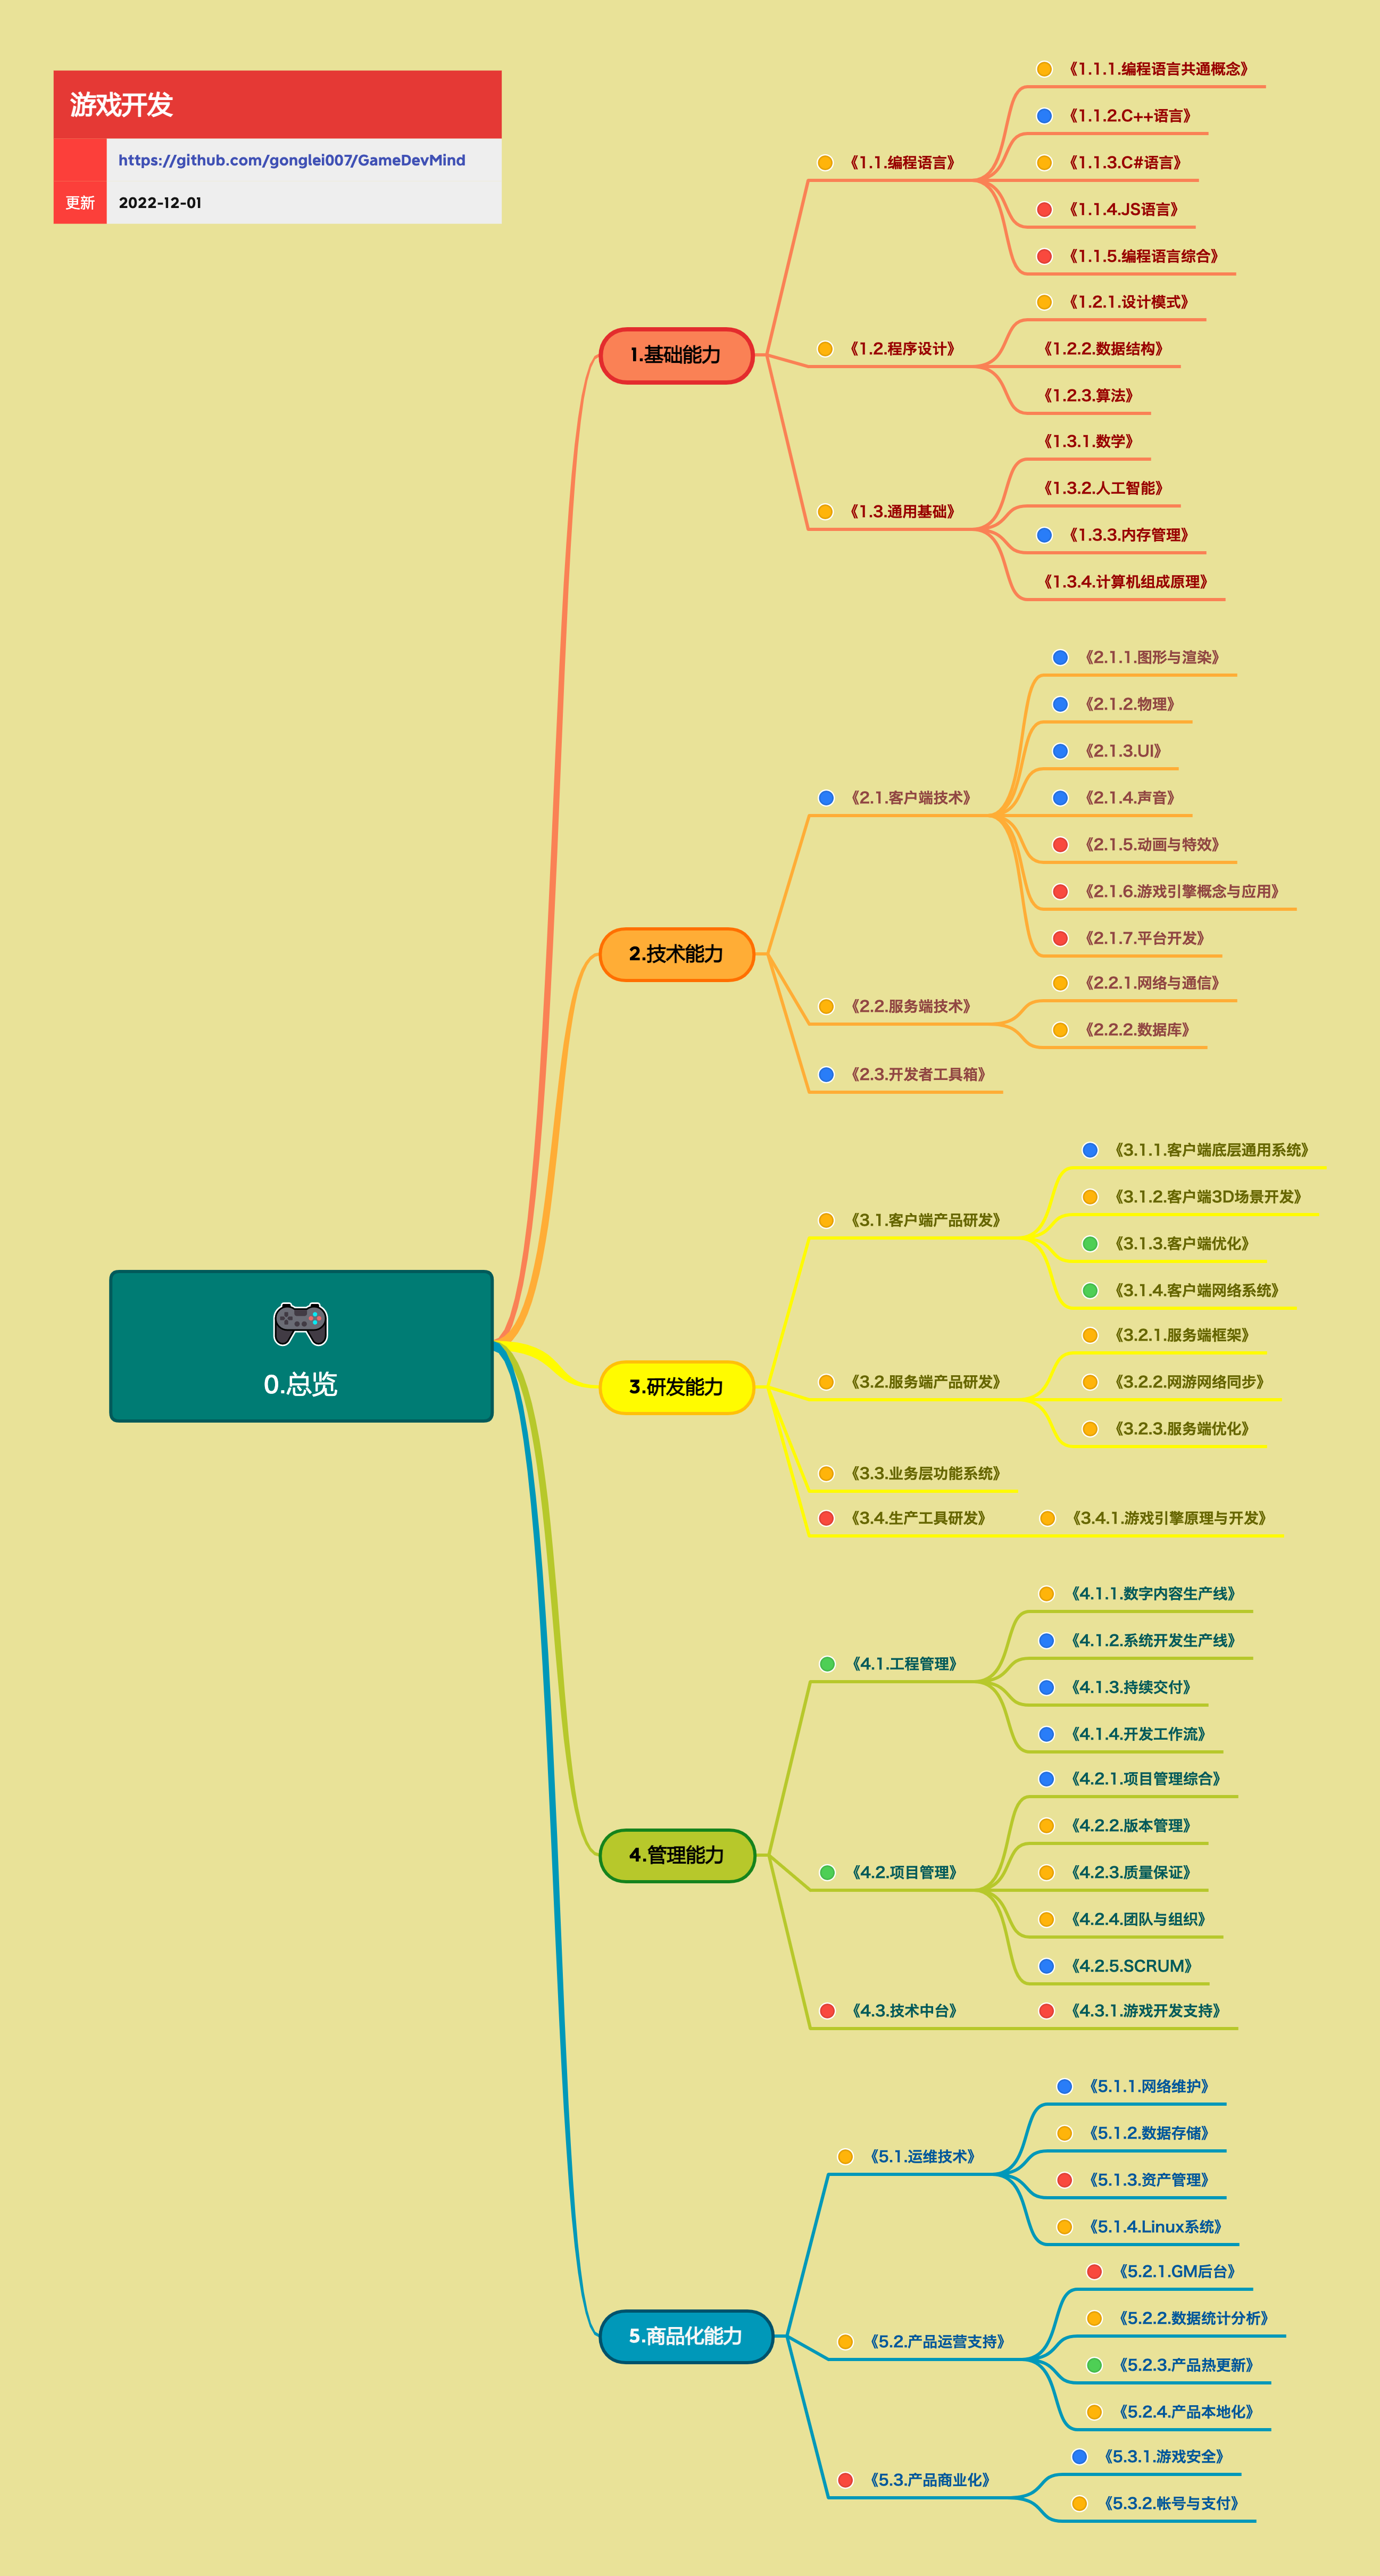 游戏开发
https://github.com/gonglei007/GameDevMind
更新 2022-12-01
0.总览
1.基础能力
《1.1.编程语言》
《1.1.1.编程语言共通概念》
《1.1.2.C++语言》
《1.1.3.C#语言》
《1.1.4.JS语言》
《1.1.5.编程语言综合》
《1.2.程序设计》
《1.2.1.设计模式》
《1.2.2.数据结构》
《1.2.3.算法》
《1.3.通用基础》
《1.3.1.数学》
《1.3.2.人工智能》
《1.3.3.内存管理》
《1.3.4.计算机组成原理》
2.技术能力
《2.1.客户端技术》
《2.1.1.图形与渲染》
《2.1.2.物理》
《2.1.3.UI》
《2.1.4.声音》
《2.1.5.动画与特效》
《2.1.6.游戏引擎概念与应用》
《2.1.7.平台开发》
《2.2.服务端技术》
《2.2.1.网络与通信》
《2.2.2.数据库》
《2.3.开发者工具箱》
3.研发能力
《3.1.客户端产品研发》
《3.1.1.客户端底层通用系统》
《3.1.2.客户端3D场景开发》
《3.1.3.客户端优化》
《3.1.4.客户端网络系统》
《3.2.服务端产品研发》
《3.2.1.服务端框架》
《3.2.2.网游网络同步》
《3.2.3.服务端优化》
《3.3.业务层功能系统》
《3.4.生产工具研发》
《3.4.1.游戏引擎原理与开发》
4.管理能力
《4.1.工程管理》
《4.1.1.数字内容生产线》
《4.1.2.系统开发生产线》
《4.1.3.持续交付》
《4.1.4.开发工作流》
《4.2.项目管理》
《4.2.1.项目管理综合》
《4.2.2.版本管理》
《4.2.3.质量保证》
《4.2.4.团队与组织》
《4.2.5.SCRUM》
《4.3.技术中台》
《4.3.1.游戏开发支持》
5.商品化能力
《5.1.运维技术》
《5.1.1.网络维护》
《5.1.2.数据存储》
《5.1.3.资产管理》
《5.1.4.Linux系统》
《5.2.产品运营支持》
《5.2.1.GM后台》
《5.2.2.数据统计分析》
《5.2.3.产品热更新》
《5.2.4.产品本地化》
《5.3.产品商业化》
《5.3.1.游戏安全》
《5.3.2.帐号与支付》